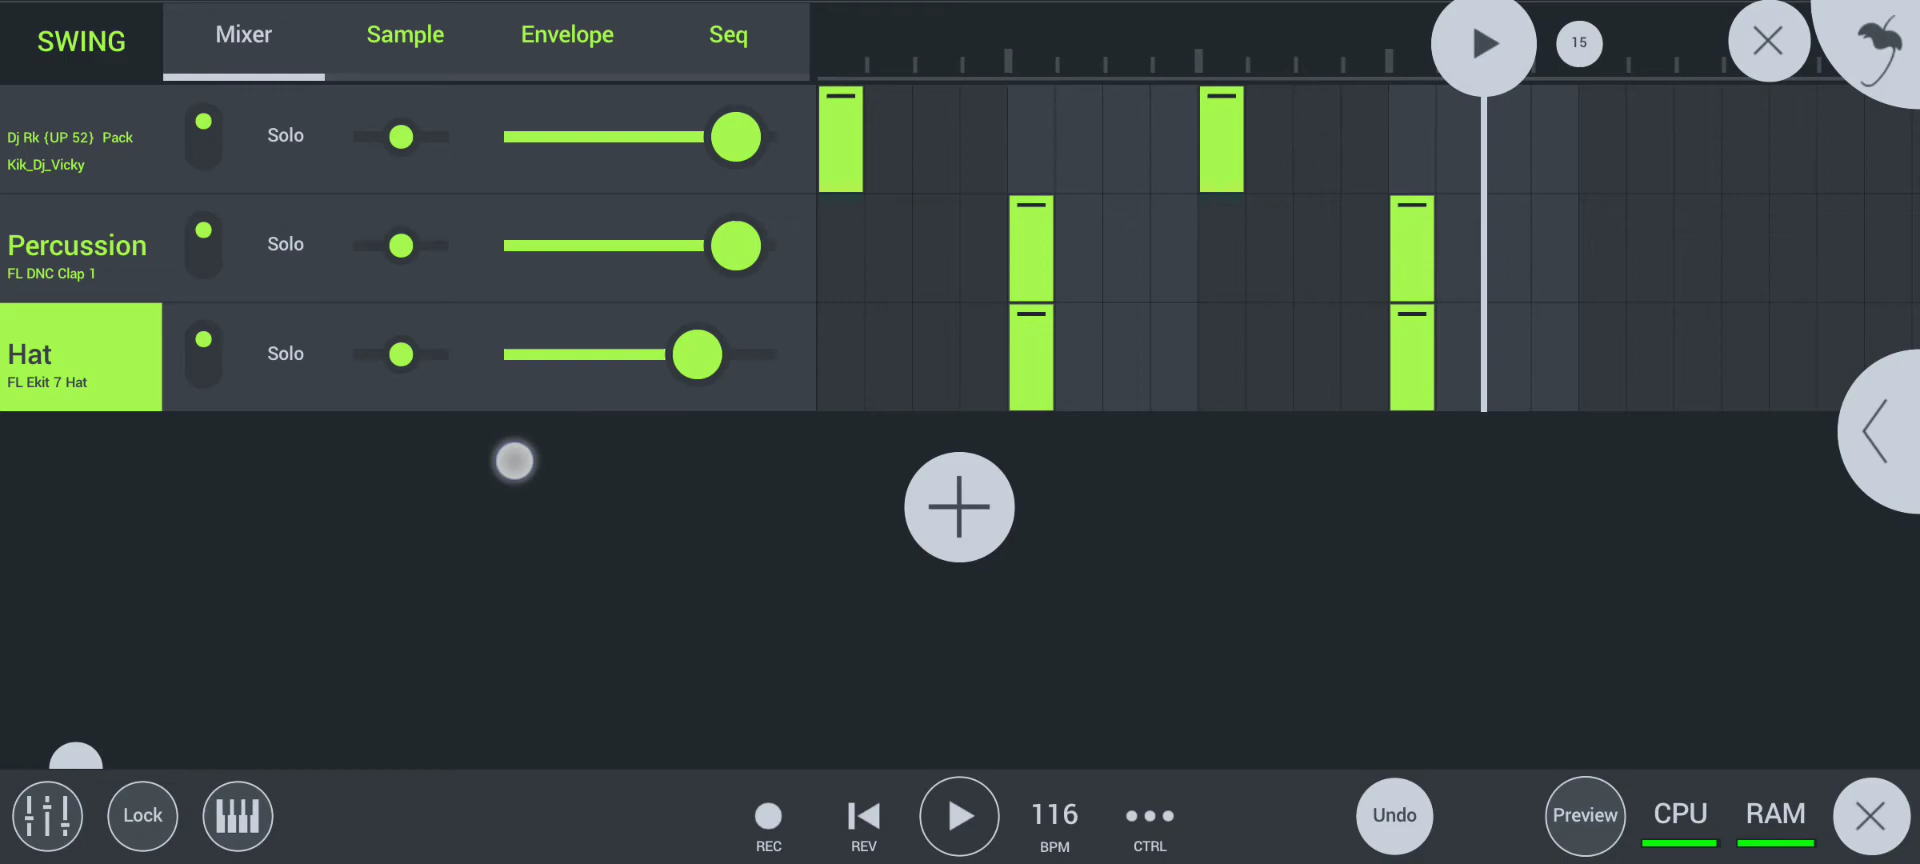 SWING
Mixer
Sample
Envelope
Seq
15
Dj Rk {UP 52}  Pack
Kik_Dj_Vicky
Solo
Percussion
FL DNC Clap 1
Solo
Hat
FL Ekit 7 Hat
Solo
Lock
REC
REV
116
BPM
CTRL
Undo
Preview
CPU
RAM